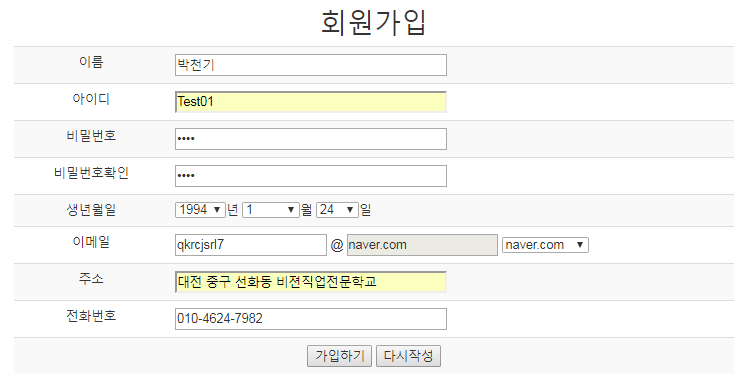 회원가입
이름 박천기
아이디 Test01
비밀번호 ••••
비밀번호확인 ••••
생년월일 1994 년 1 월 24 일
이메일 qkrcjsrl7 @ naver.com naver.com
주소 대전 중구 선화동 비젼직업전문학교
전화번호 010-4624-7982
가입하기 다시작성